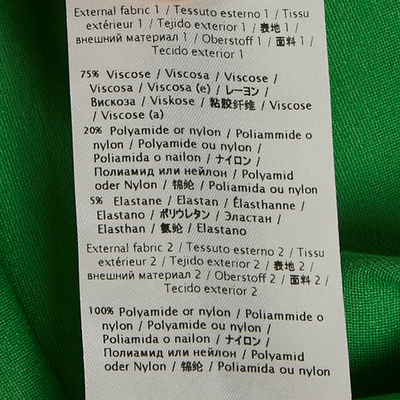 External fabric 1 / Tessuto esterno 1 / Tissu
extérieur 1 / Tejido exterior 1 / 表地 1 /
внешний материал 1 / Oberstoff 1 / 面料 1 /
Tecido exterior 1
75% Viscose / Viscosa / Viscose /
Viscosa / Viscosa (e) / レーヨン /
Вискоза / Viskose / 粘胶纤维 / Viscose
/ Viscose (a)
20% Polyamide or nylon / Poliammide o
nylon / Polyamide ou nylon /
Poliamida o nailon / ナイロン /
Полиамид или нейлон / Polyamid
oder Nylon / 锦纶 / Poliamida ou nylon
5% Elastane / Elastan / Élasthanne /
Elastano / ポリウレタン / Эластан /
Elasthan / 氨纶 / Elastano
External fabric 2 / Tessuto esterno 2 / Tissu
extérieur 2 / Tejido exterior 2 / 表地 2 /
внешний материал 2 / Oberstoff 2 / 面料 2 /
Tecido exterior 2
100% Polyamide or nylon / Poliammide o
nylon / Polyamide ou nylon /
Poliamida o nailon / ナイロン /
Полиамид или нейлон / Polyamid
oder Nylon / 锦纶 / Poliamida ou nylon